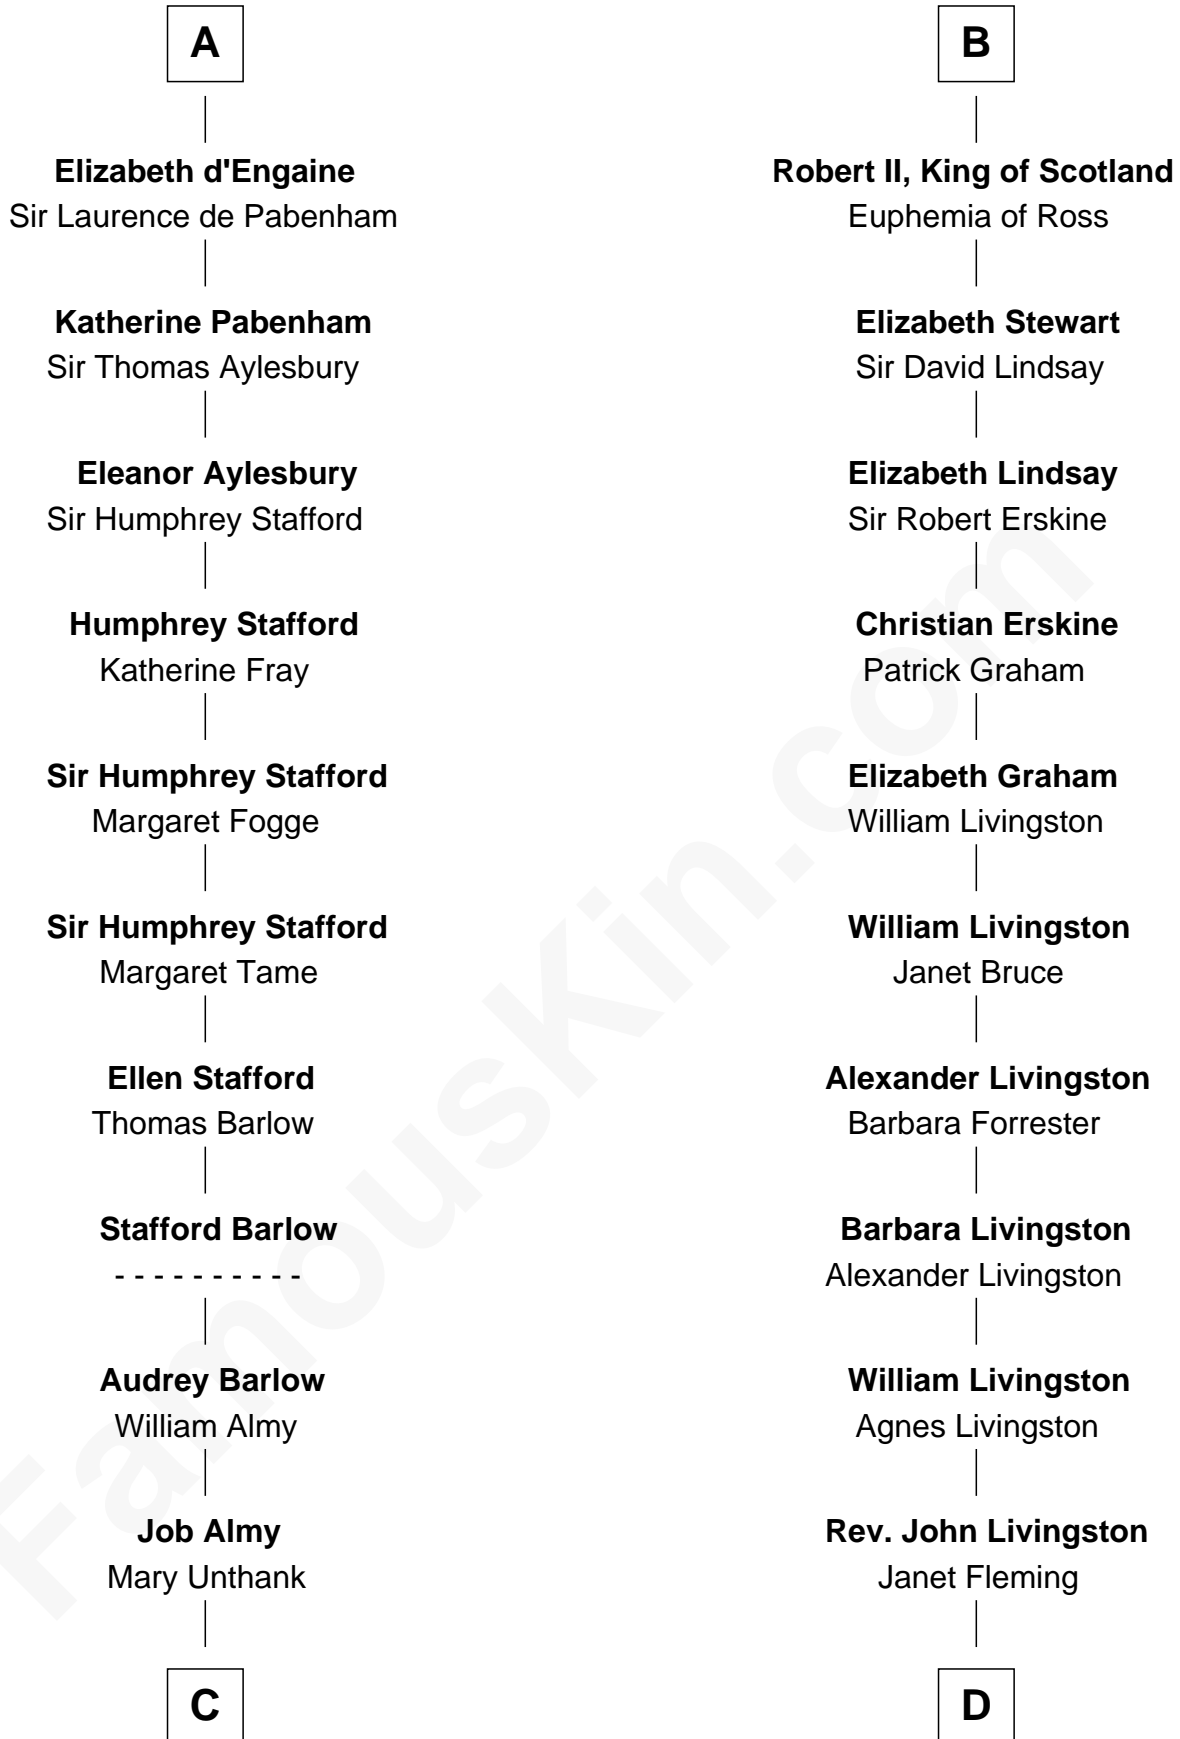 A
Elizabeth d'Engaine
Sir Laurence de Pabenham
Katherine Pabenham
Sir Thomas Aylesbury
Eleanor Aylesbury
Sir Humphrey Stafford
Humphrey Stafford
Katherine Fray
Sir Humphrey Stafford
Margaret Fogge
Sir Humphrey Stafford
Margaret Tame
Ellen Stafford
Thomas Barlow
Stafford Barlow
- - - - - - - - - -
Audrey Barlow
William Almy
Job Almy
Mary Unthank
C
B
Robert II, King of Scotland
Euphemia of Ross
Elizabeth Stewart
Sir David Lindsay
Elizabeth Lindsay
Sir Robert Erskine
Christian Erskine
Patrick Graham
Elizabeth Graham
William Livingston
William Livingston
Janet Bruce
Alexander Livingston
Barbara Forrester
Barbara Livingston
Alexander Livingston
William Livingston
Agnes Livingston
Rev. John Livingston
Janet Fleming
D
FamousKin.com